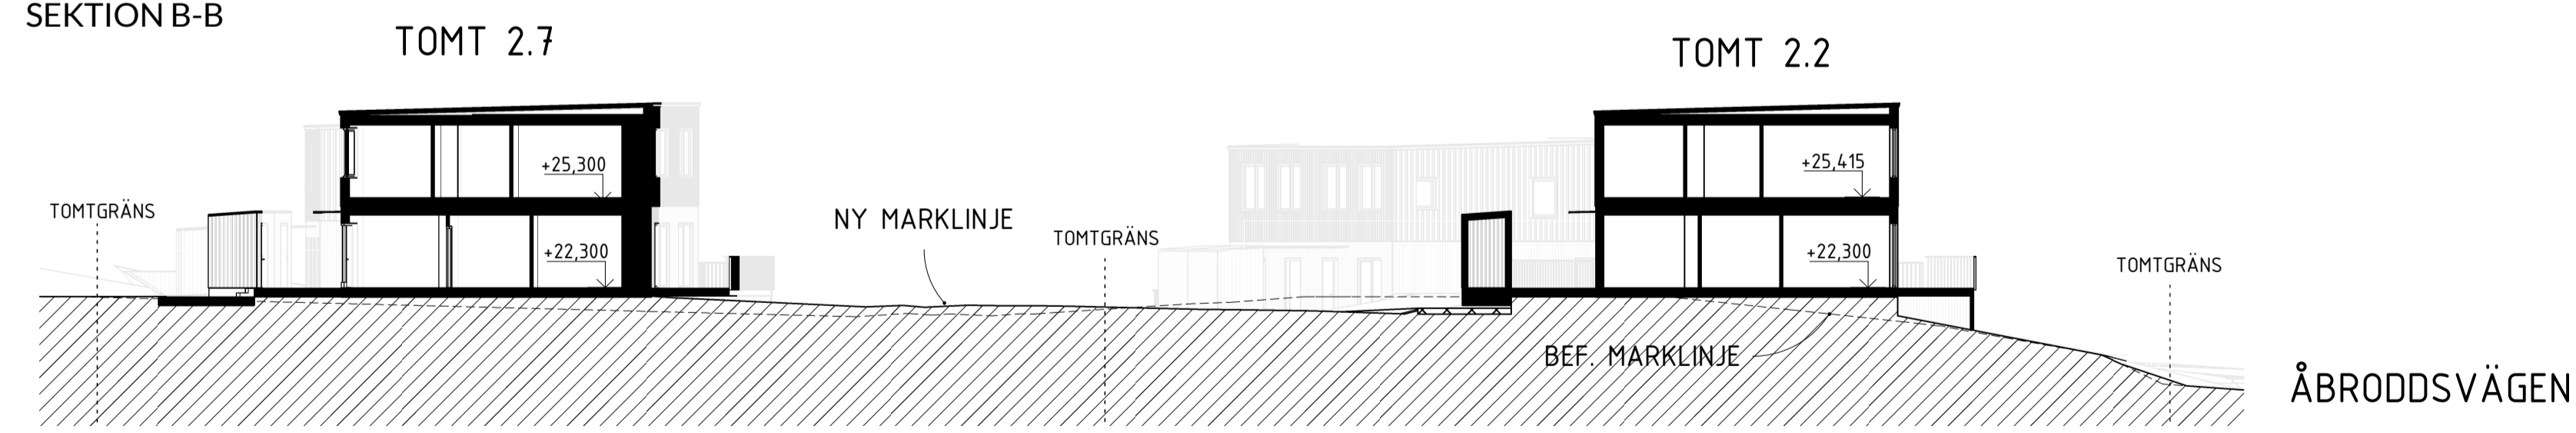 SEKTION B-B
TOMT 2.7
TOMT 2.2
+25,300
+25,415
TOMTGRÄNS
NY MARKLINJE
TOMTGRÄNS
+22,300
+22,300
TOMTGRÄNS
BEF. MARKLINJE
ÅBRODDSVÄGEN